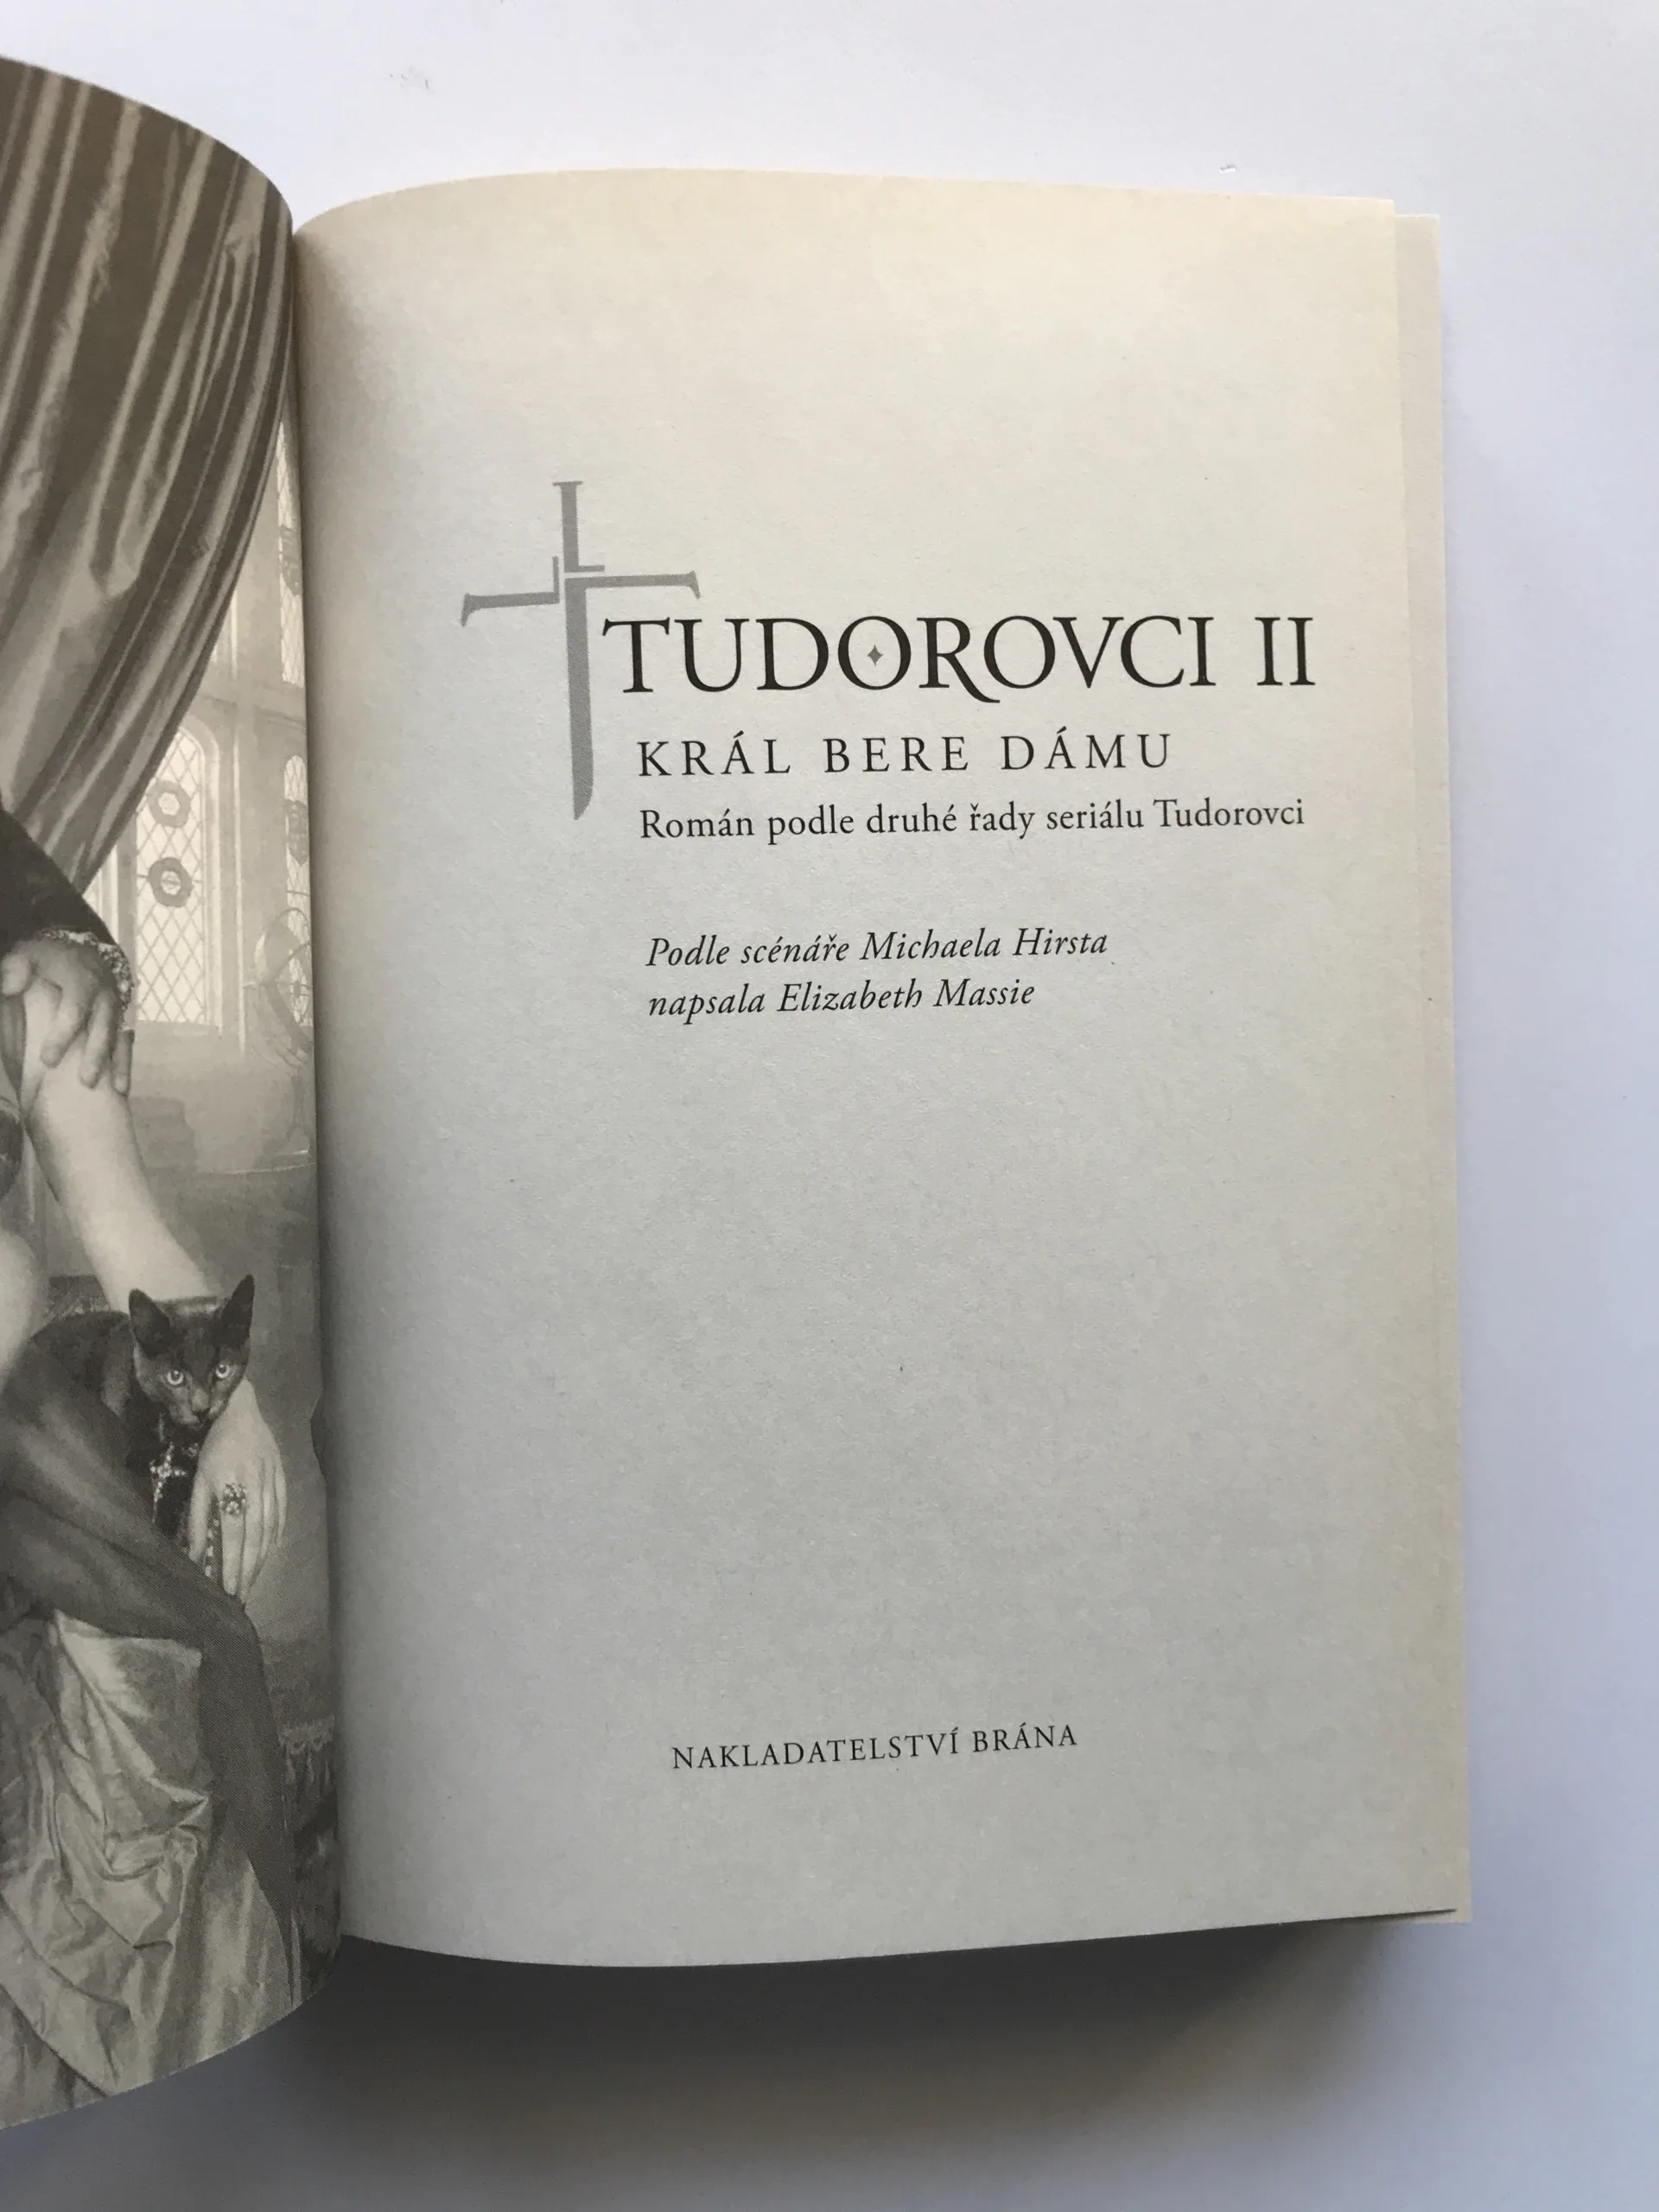 TUDOROVCI II
KRÁL BERE DÁMU
Román podle druhé řady seriálu Tudorovci
Podle scénáře Michaela Hirsta
napsala Elizabeth Massie
NAKLADATELSTVÍ BRÁNA